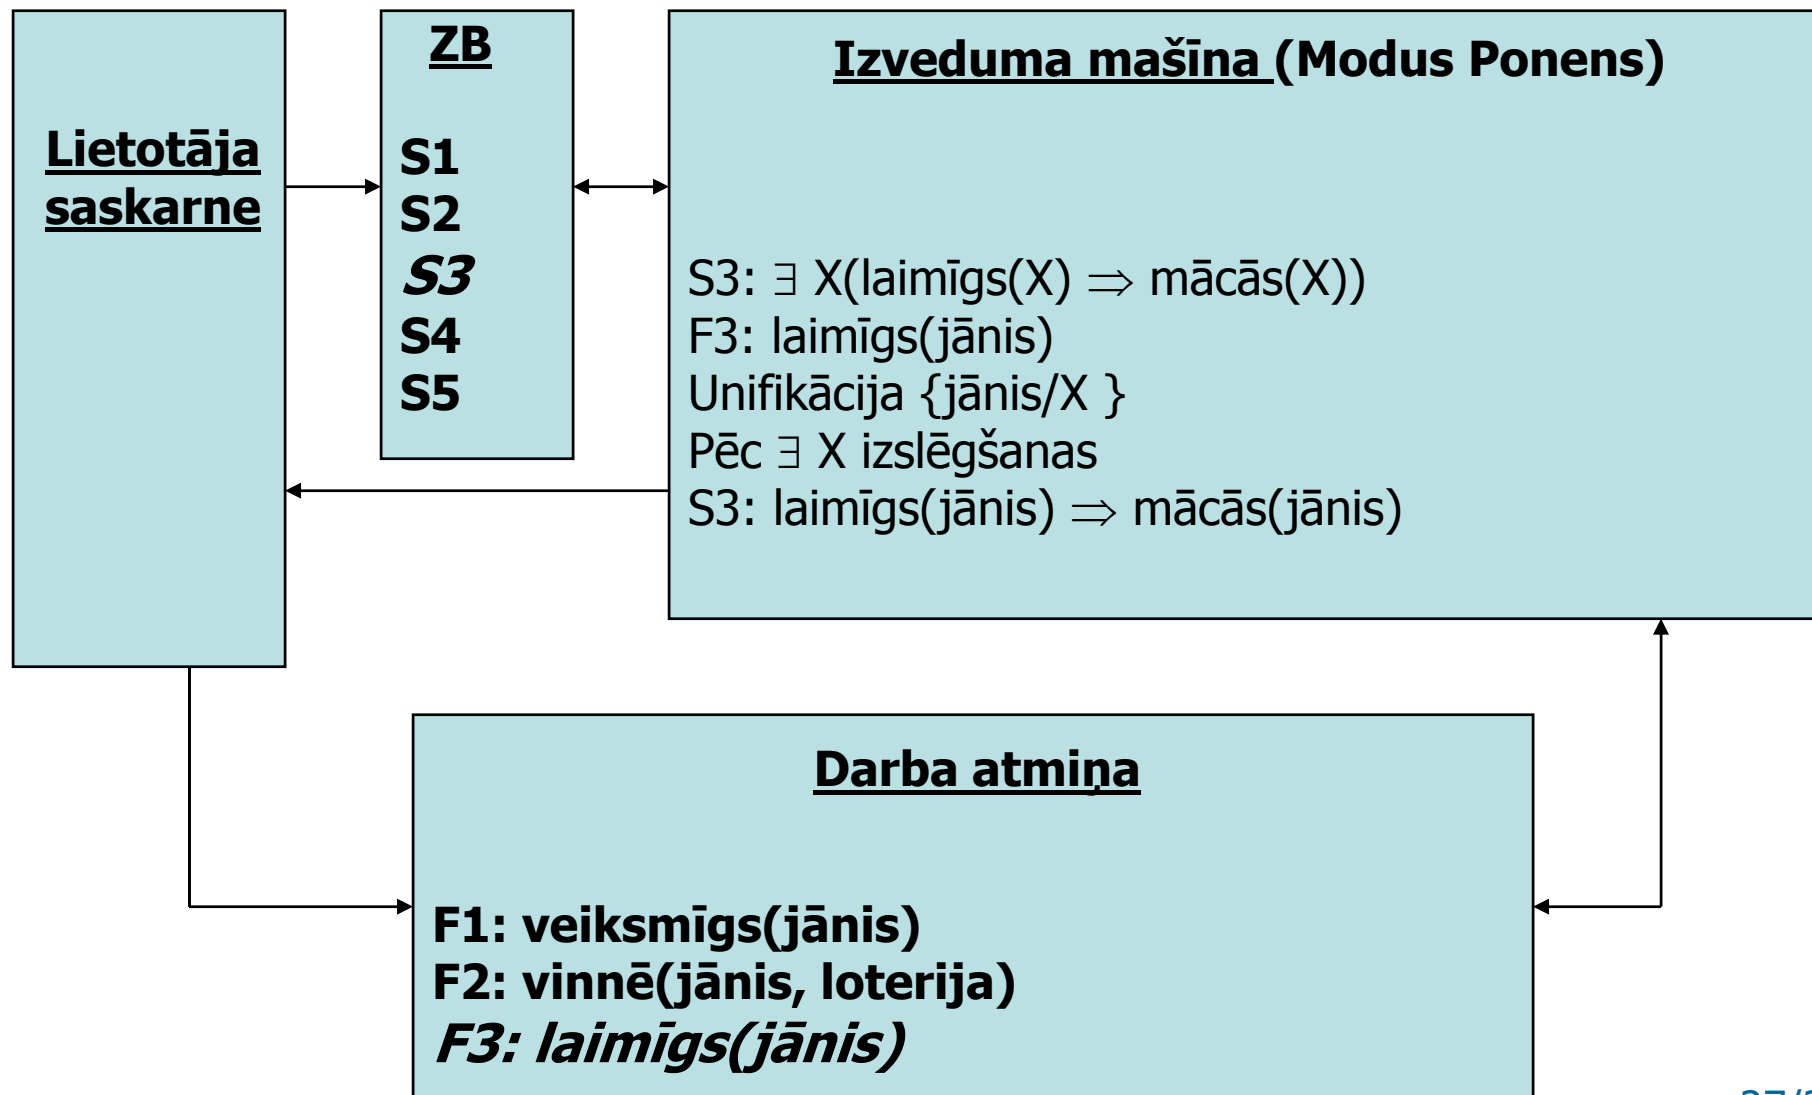 Lietotāja
saskarne
ZB
S1
S2
S3
S4
S5
Izveduma mašīna (Modus Ponens)
S3: ∃ X(laimīgs(X) ⇒ mācās(X))
F3: laimīgs(jānis)
Unifikācija {jānis/X }
Pēc ∃ X izslēgšanas
S3: laimīgs(jānis) ⇒ mācās(jānis)
Darba atmiņa
F1: veiksmīgs(jānis)
F2: vinnē(jānis, loterija)
F3: laimīgs(jānis)